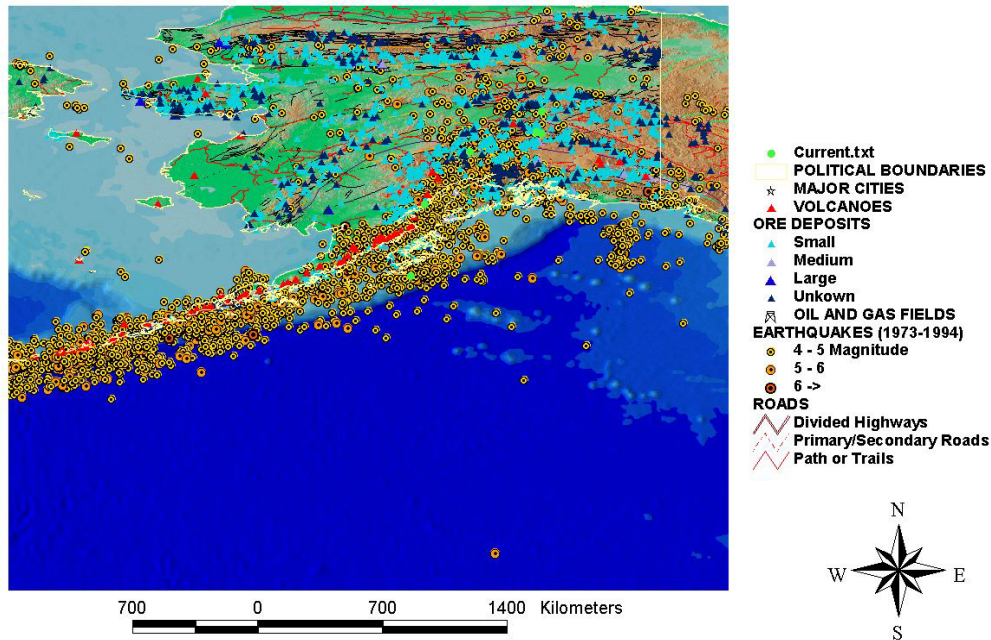 Current.txt
POLITICAL BOUNDARIES
MAJOR CITIES
VOLCANOES
ORE DEPOSITS
Small
Medium
Large
Unkown
OIL AND GAS FIELDS
EARTHQUAKES (1973-1994)
4 - 5 Magnitude
5 - 6
6 ->
ROADS
Divided Highways
Primary/Secondary Roads
Path or Trails
N
W E
S
700 0 700 1400 Kilometers